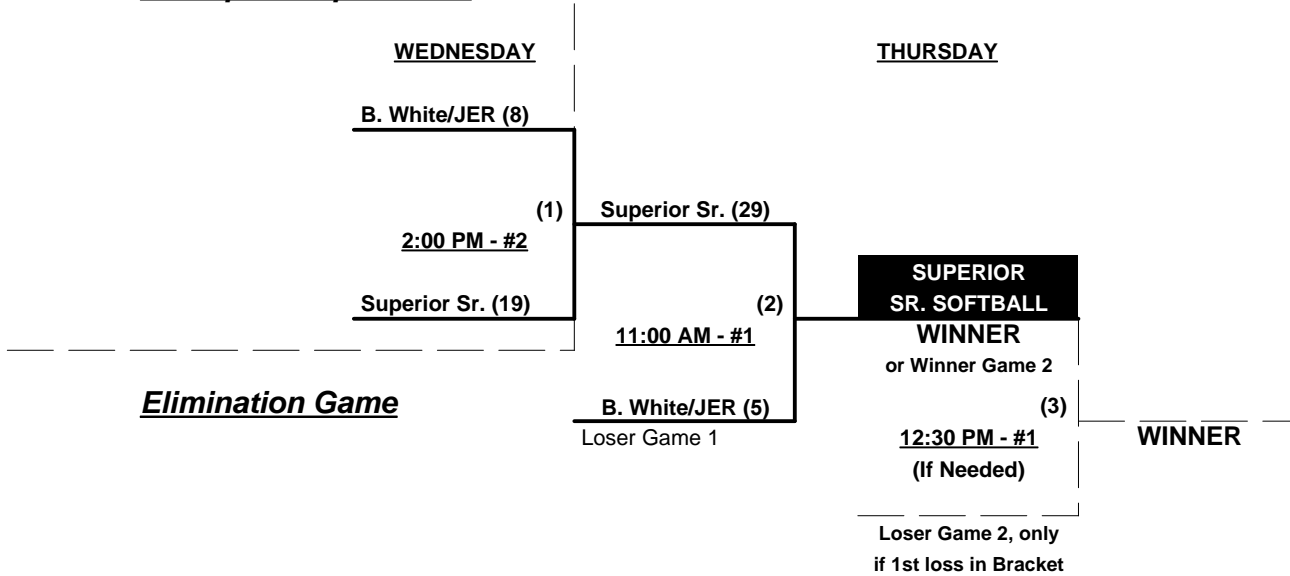 WEDNESDAY
THURSDAY
B. White/JER (8)
(1)
Superior Sr. (29)
2:00 PM - #2
SUPERIOR
SR. SOFTBALL
Superior Sr. (19)
(2)
WINNER
11:00 AM - #1
or Winner Game 2
Elimination Game
B. White/JER (5)
(3)
Loser Game 1
12:30 PM - #1
WINNER
(If Needed)
Loser Game 2, only
if 1st loss in Bracket